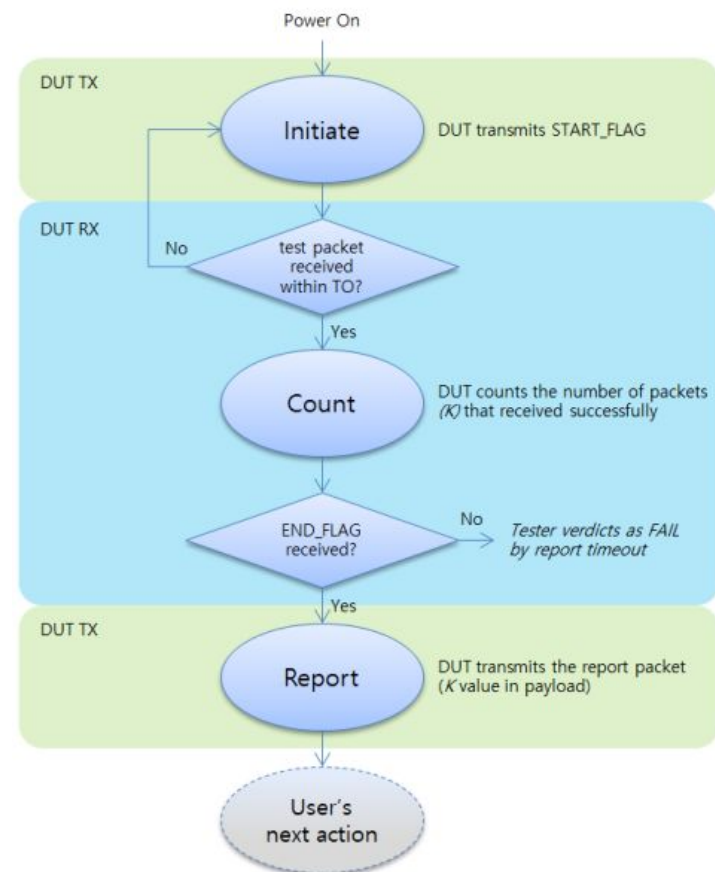 Power On
DUT TX
Initiate
DUT transmits START_FLAG
DUT RX
No
test packet
received
within TO?
Yes
Count
DUT counts the number of packets
(K) that received successfully
END_FLAG
received?
No
Tester verdicts as FAIL
by report timeout
Yes
DUT TX
Report
DUT transmits the report packet
(K value in payload)
User's
next action